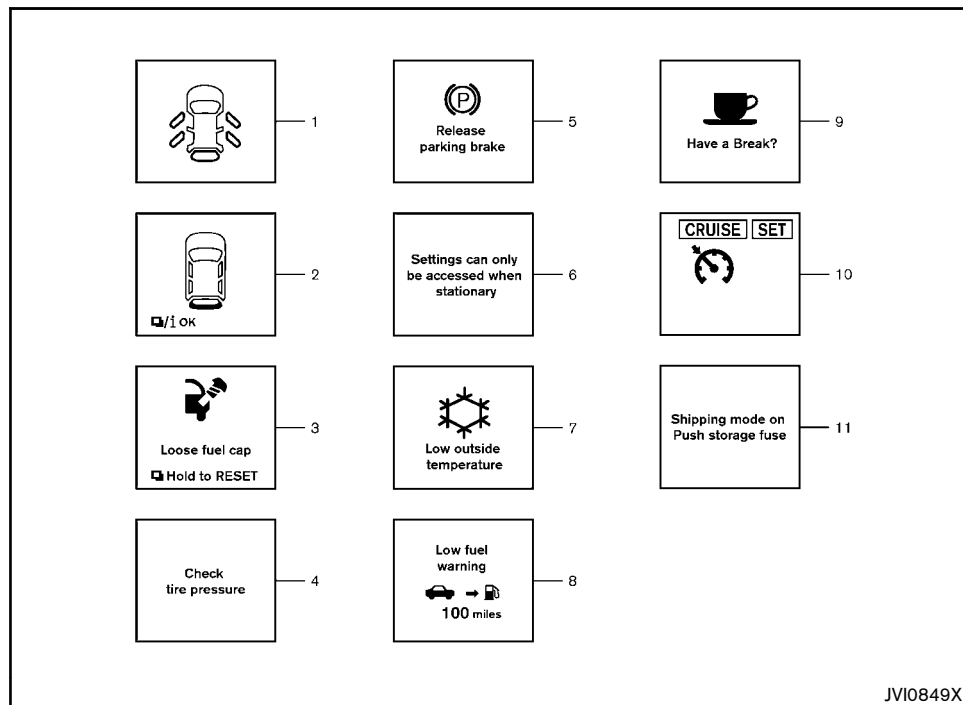 1
2
i OK
3
Loose fuel cap
Hold to RESET
4
Check
tire pressure
5
P
Release
parking brake
6
Settings can only
be accessed when
stationary
7
Low outside
temperature
8
Low fuel
warning
100 miles
9
Have a Break?
10
CRUISE SET
11
Shipping mode on
Push storage fuse
JVI0849X